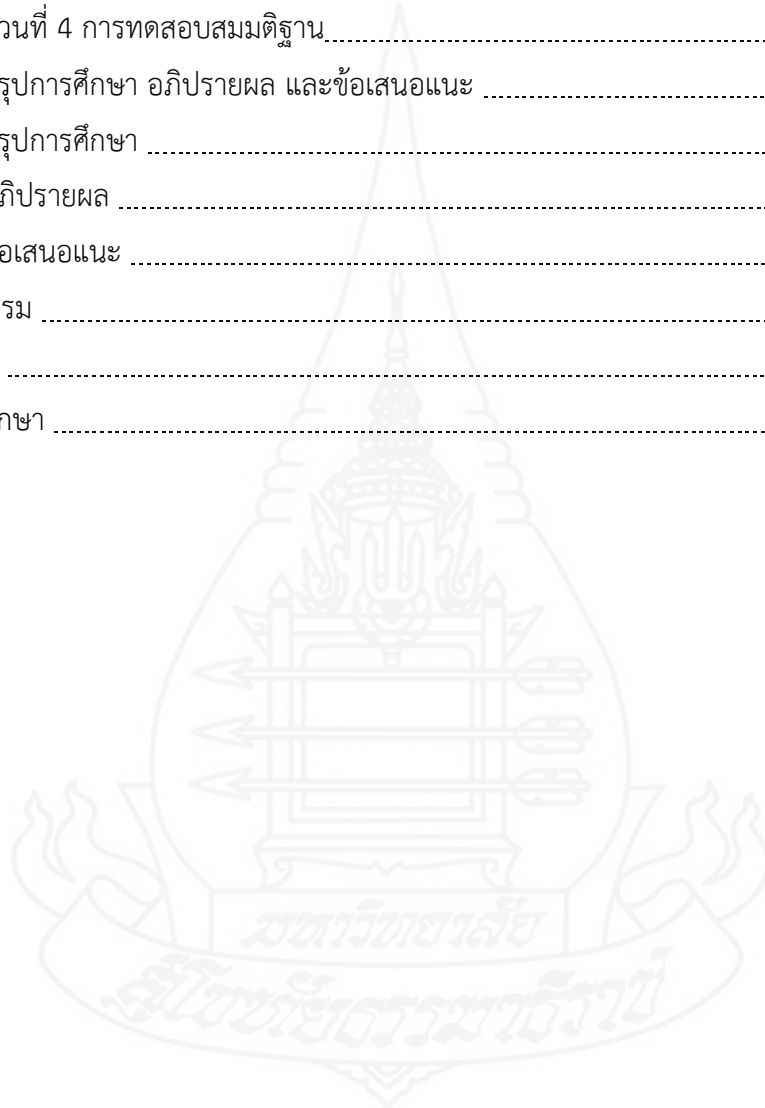 วนที่ 4 การทดสอบสมมติฐาน
รุปการศึกษา อภิปรายผล และข้อเสนอแนะ
รุปการศึกษา
ภิปรายผล
อเสนอแนะ
รม
กษา
มหาวิทยาลัย
สุโขทัยธรรมาธิราช